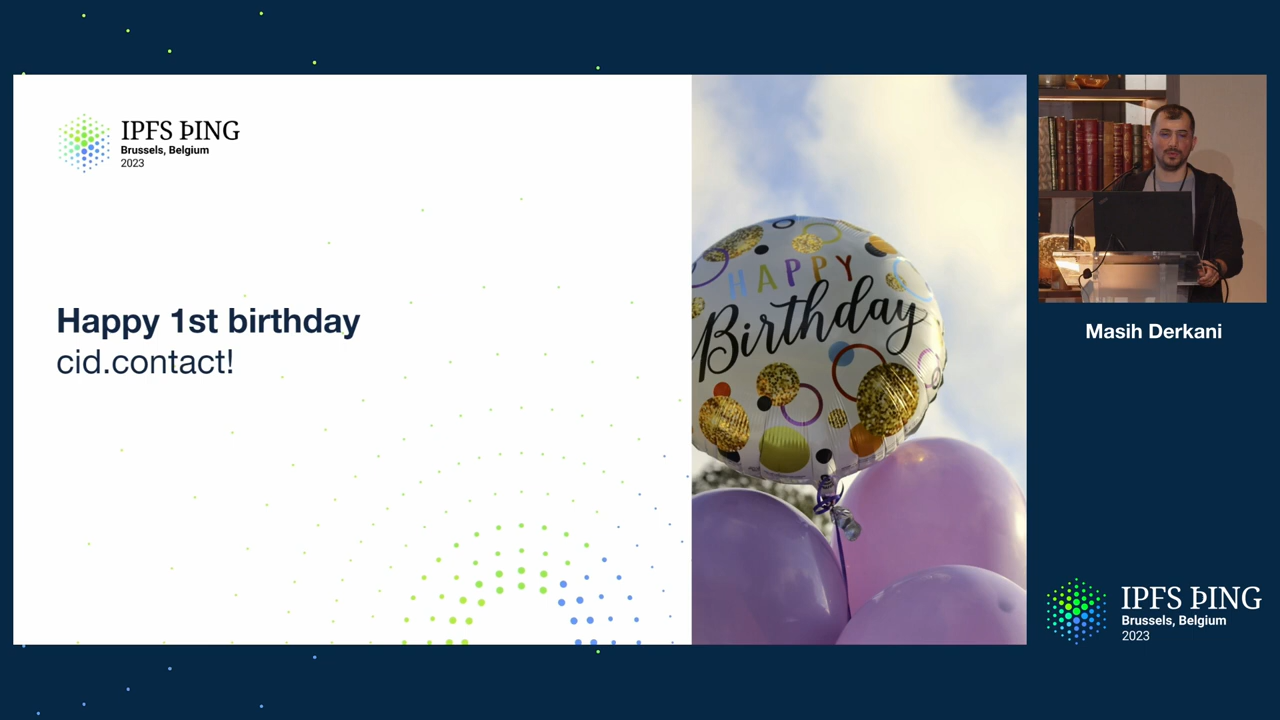 IPFS ÞING
Brussels, Belgium
2023
Happy 1st birthday
cid.contact!
HAPPY
Birthday
Masih Derkani
IPFS ÞING
Brussels, Belgium
2023